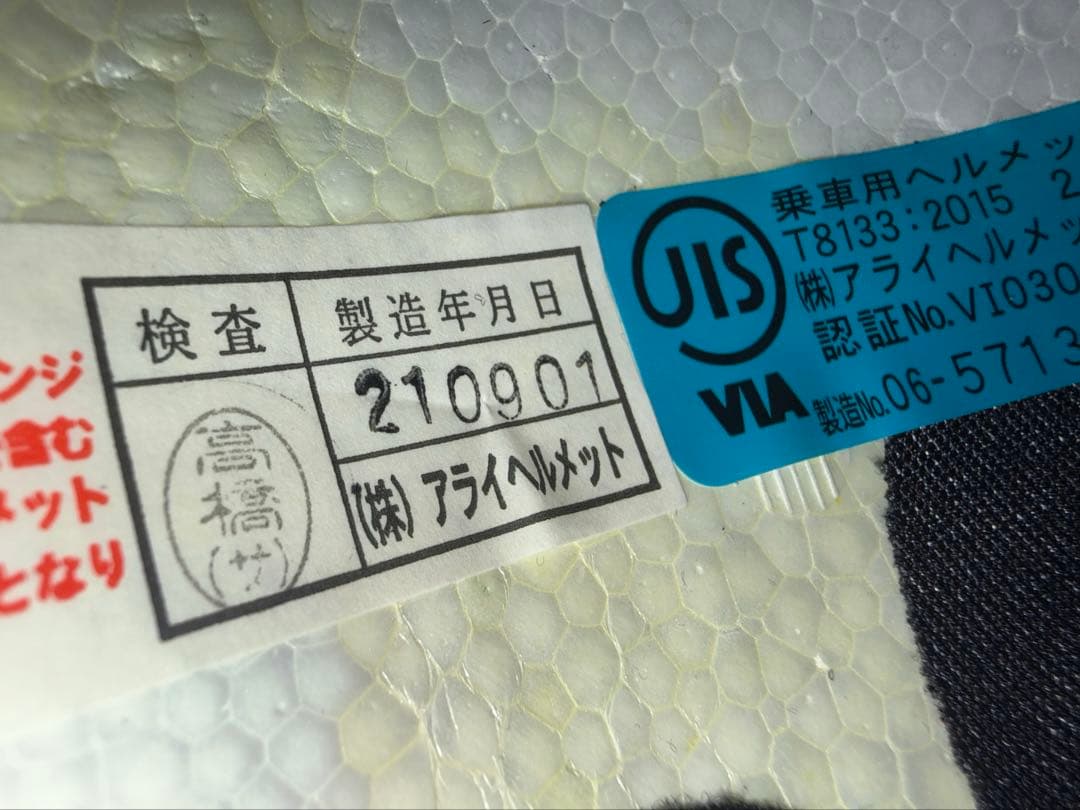 ンジ
含む
メット
となり
検査
製造年月日
210901
高橋
(サ)
(株)アライヘルメット
JIS
VIA
乗車用ヘルメッ
T8133:2015 2
(株)アライヘルメッ
認証No.VI030
製造No.06-5713